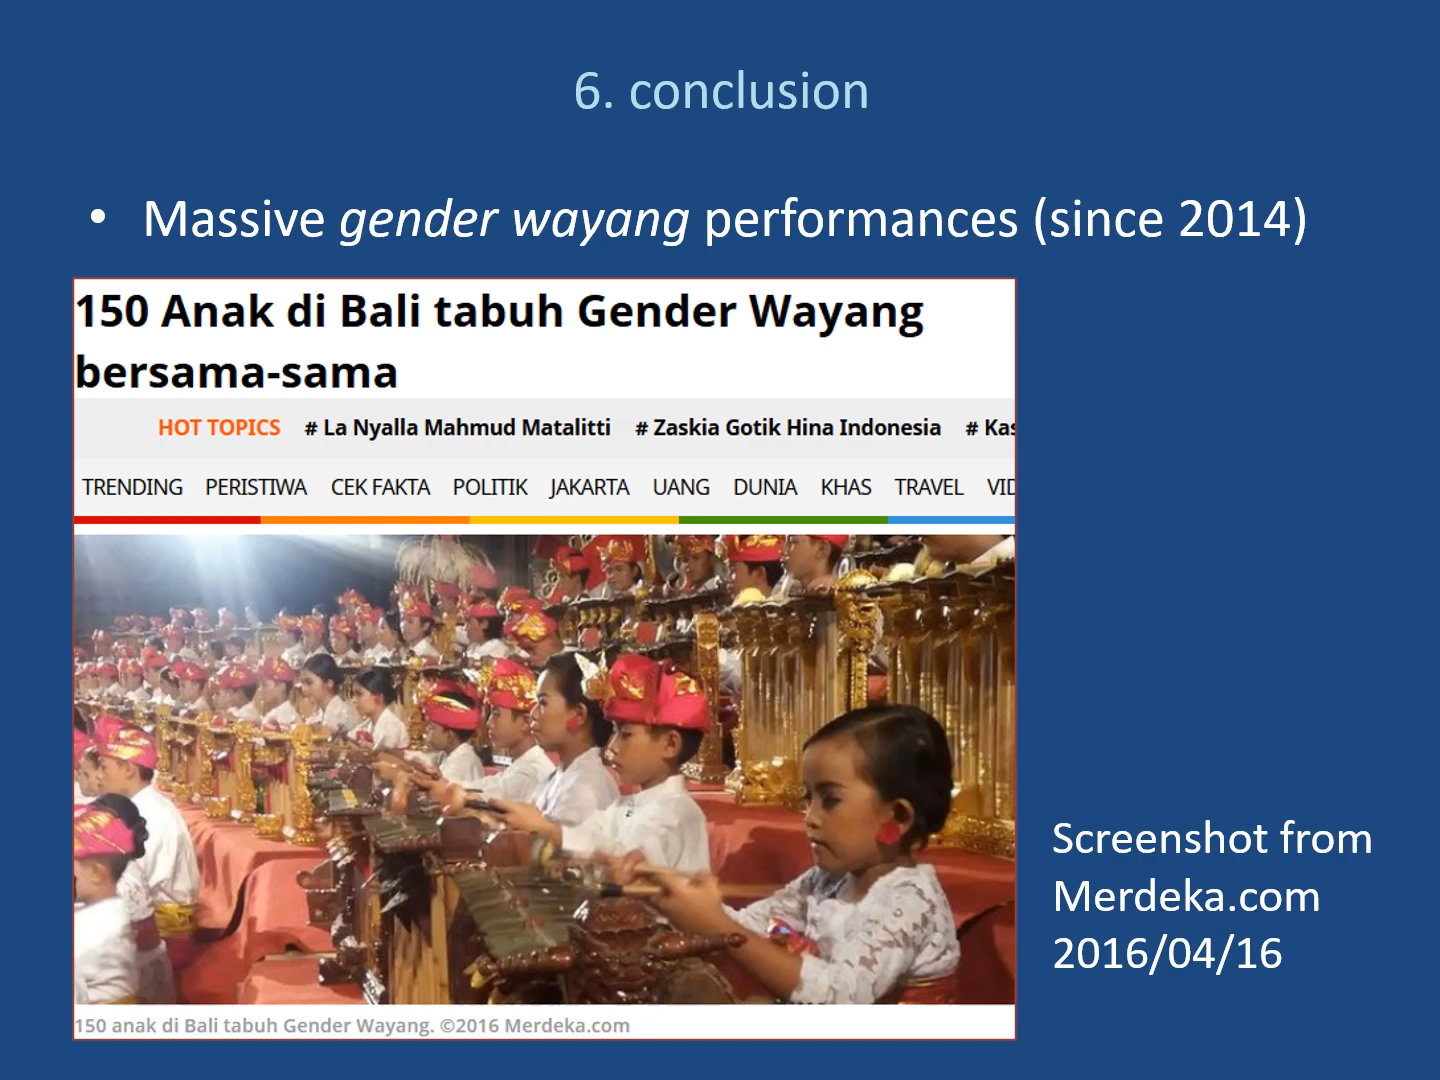 6. conclusion
• Massive gender wayang performances (since 2014)
150 Anak di Bali tabuh Gender Wayang
bersama-sama
HOT TOPICS # La Nyalla Mahmud Matalitti # Zaskia Gotik Hina Indonesia # Kas
TRENDING PERISTIWA CEK FAKTA POLITIK JAKARTA UANG DUNIA KHAS TRAVEL VID
150 anak di Bali tabuh Gender Wayang. ©2016 Merdeka.com
Screenshot from
Merdeka.com
2016/04/16